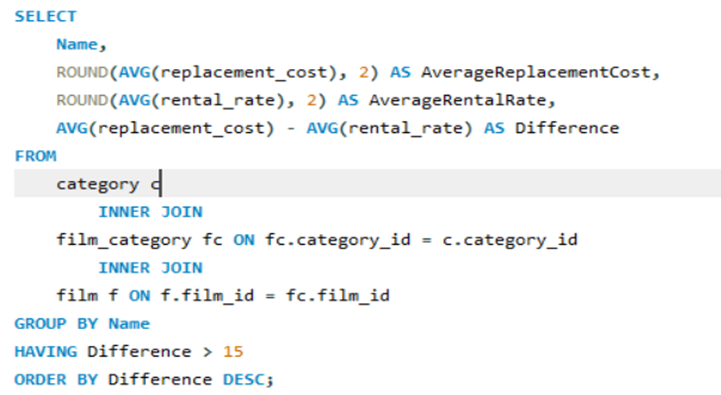 SELECT
Name,
ROUND(AVG(replacement_cost), 2) AS AverageReplacementCost,
ROUND(AVG(rental_rate), 2) AS AverageRentalRate,
AVG(replacement_cost) - AVG(rental_rate) AS Difference
FROM
category c
INNER JOIN
film_category fc ON fc.category_id = c.category_id
INNER JOIN
film f ON f.film_id = fc.film_id
GROUP BY Name
HAVING Difference > 15
ORDER BY Difference DESC;